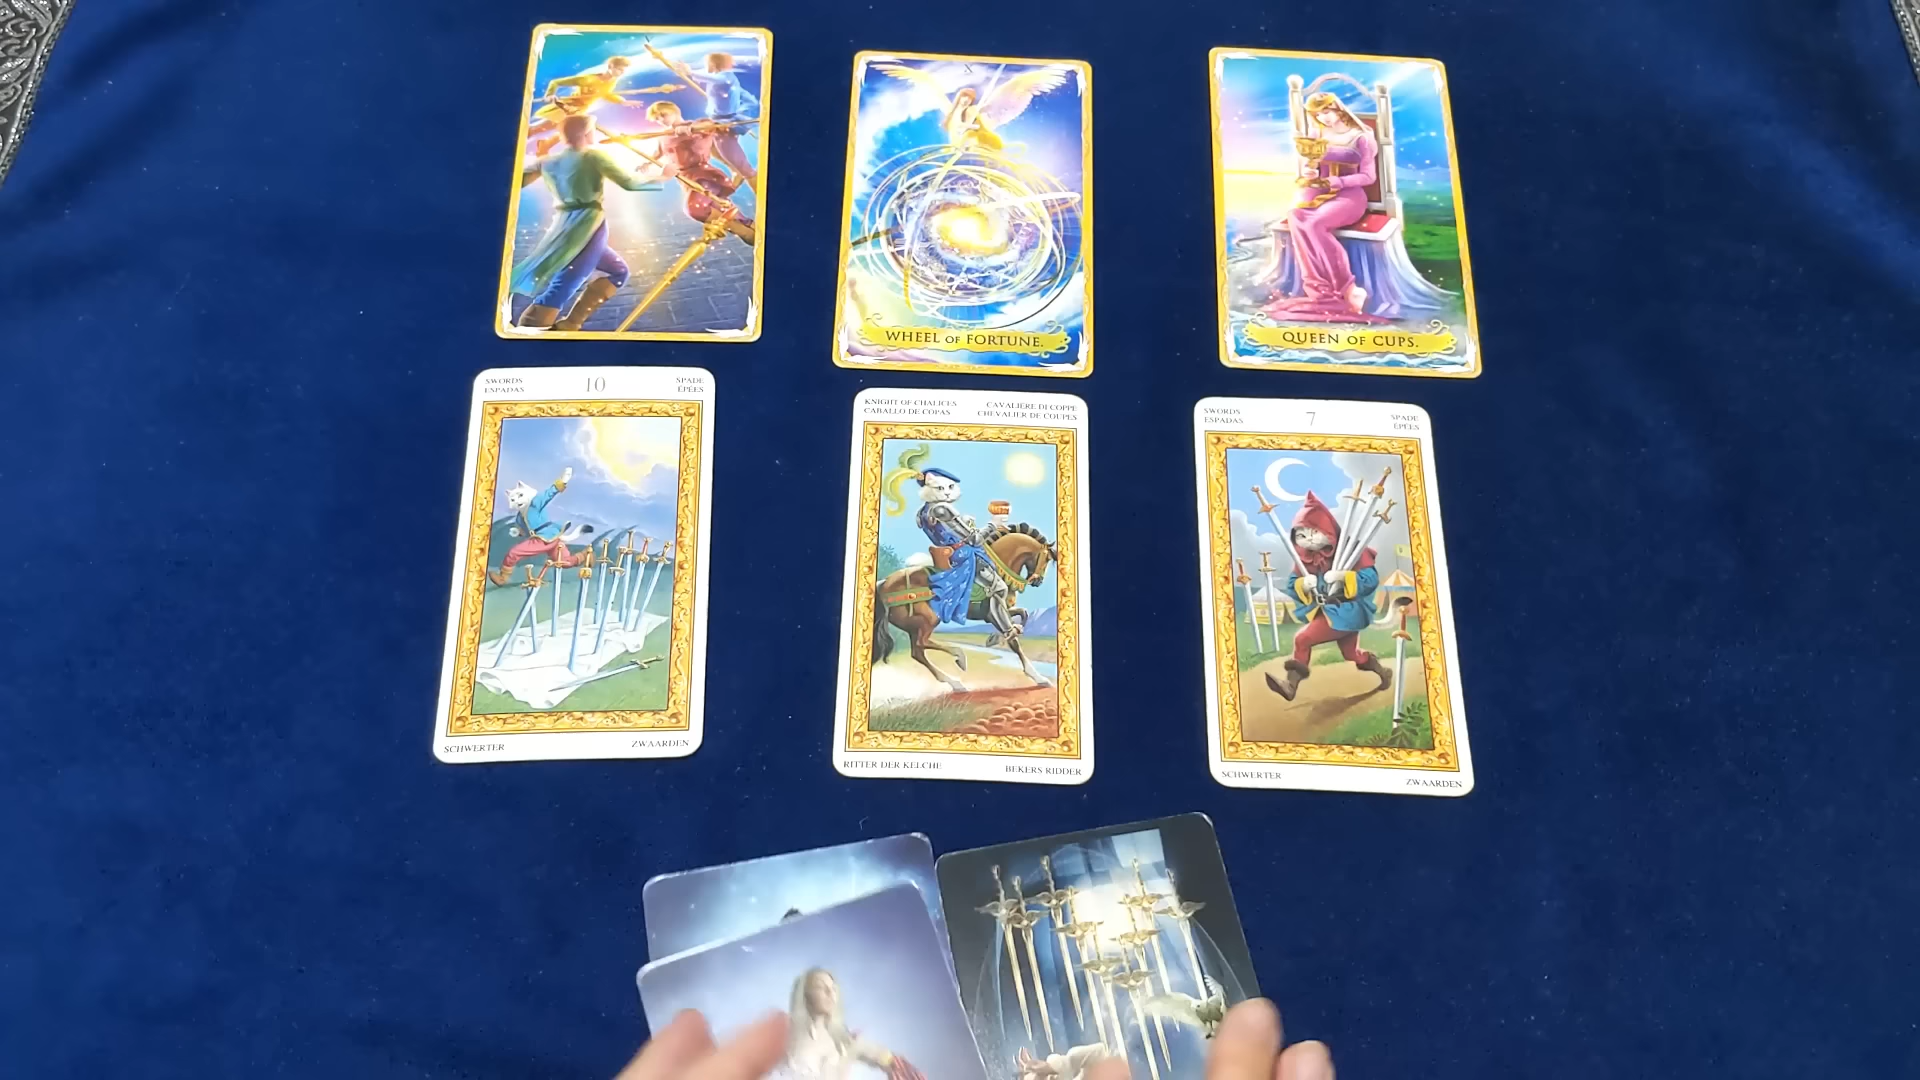 X
WHEEL OF FORTUNE.
QUEEN OF CUPS.
SWORDS 10 SPADE
ESPADAS ÉPÉES
SCHWERTER ZWAARDEN
KNIGHT OF CHALICES CAVALIERE DI COPPE
CABALLO DE COPAS CHEVALIER DE COUPES
RITTER DER KELCHE BEKERS RIDDER
SWORDS 7 SPADE
ESPADAS ÉPÉES
SCHWERTER ZWAARDEN